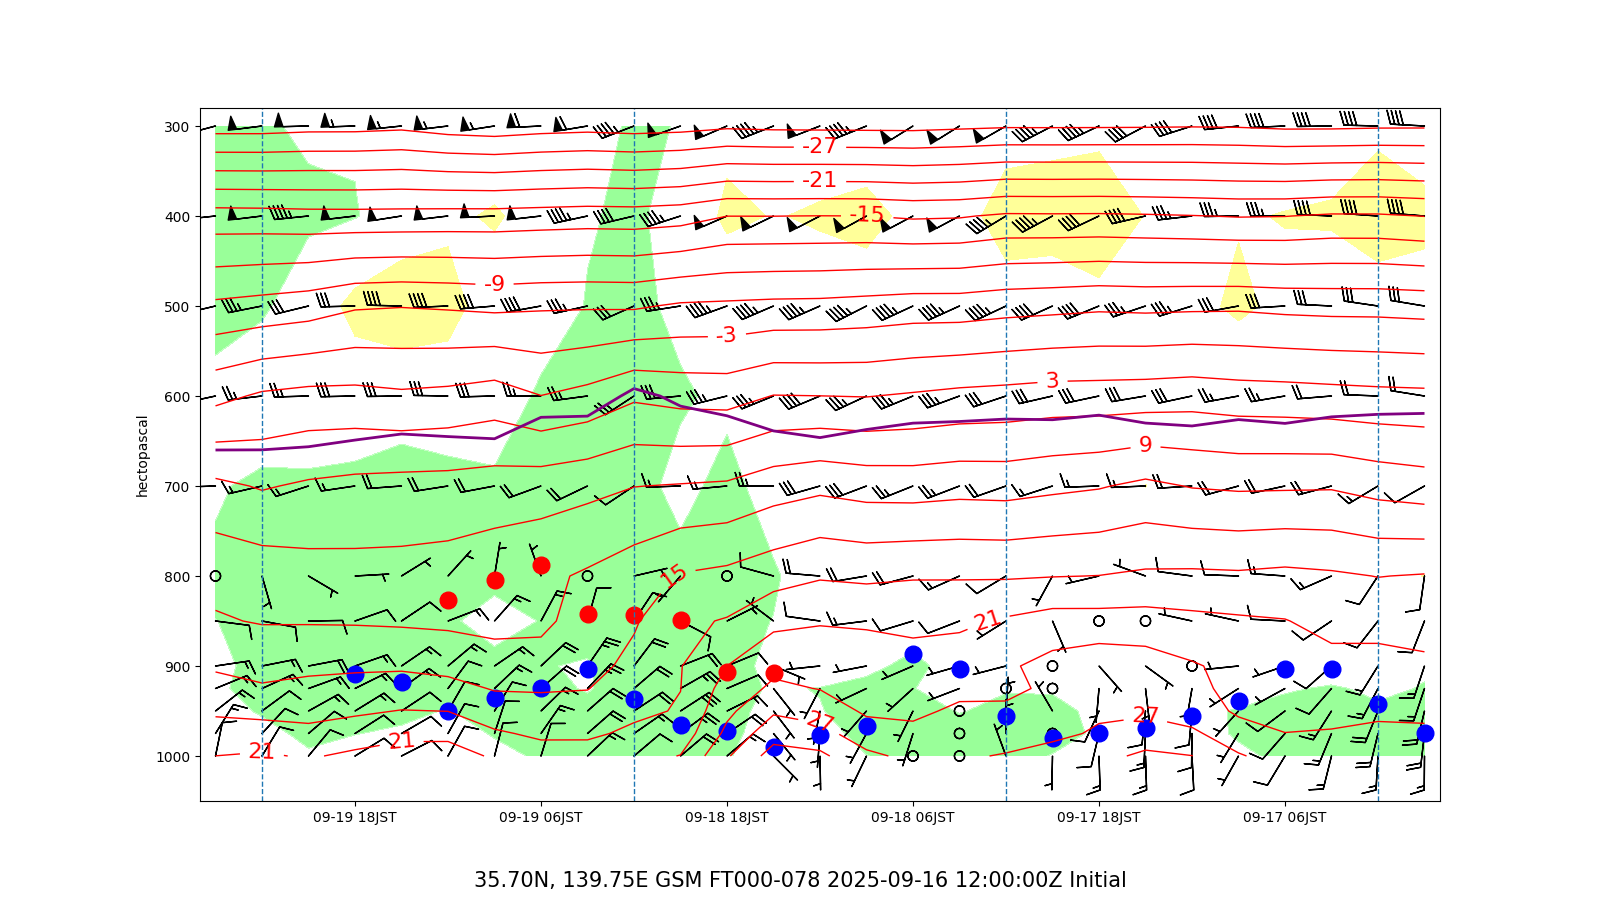 300
400
500
600
700
800
900
1000
hectopascal
-27
-21
-15
-9
-3
3
9
15
21
27
27
21
21
09-19 18JST
09-19 06JST
09-18 18JST
09-18 06JST
09-17 18JST
09-17 06JST
35.70N, 139.75E GSM FT000-078 2025-09-16 12:00:00Z Initial